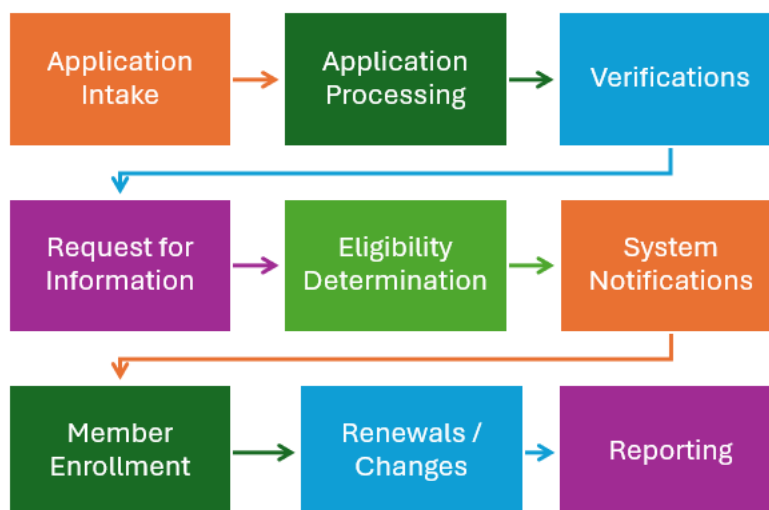 Application
Intake
Application
Processing
Verifications
Request for
Information
Eligibility
Determination
System
Notifications
Member
Enrollment
Renewals /
Changes
Reporting